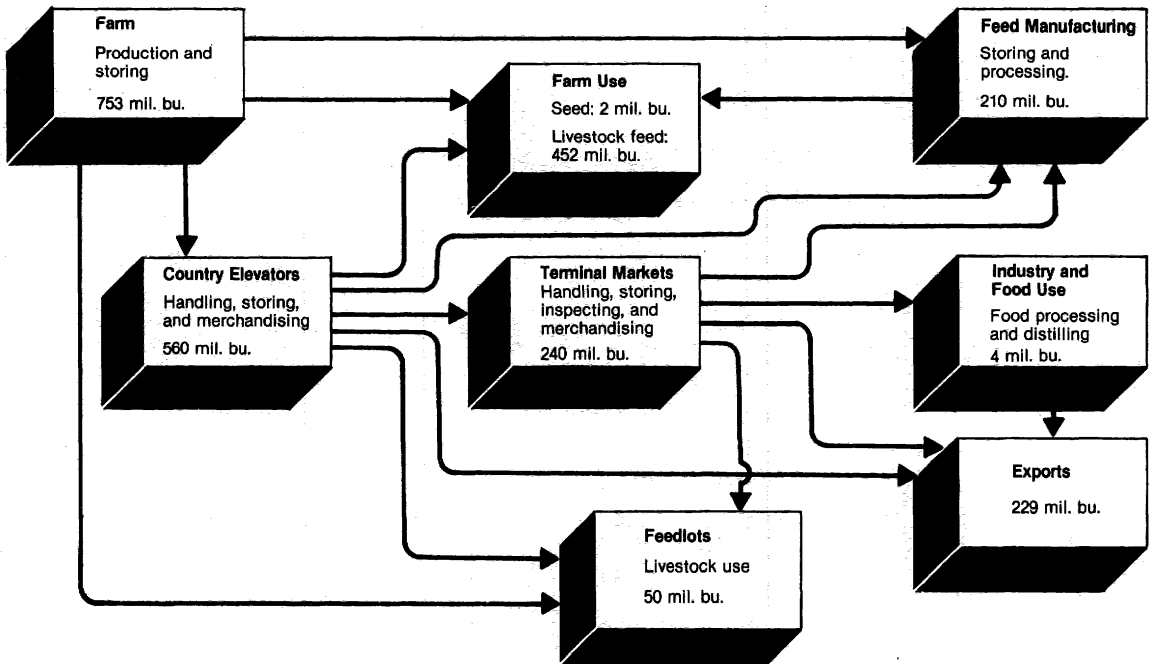 Farm
Production and
storing
753 mil. bu.
Feed Manufacturing
Storing and
processing.
210 mil. bu.
Farm Use
Seed: 2 mil. bu.
Livestock feed:
452 mil. bu.
Country Elevators
Handling, storing,
and merchandising
560 mil. bu.
Terminal Markets
Handling, storing,
inspecting, and
merchandising
240 mil. bu.
Industry and
Food Use
Food processing
and distilling
4 mil. bu.
Exports
229 mil. bu.
Feedlots
Livestock use
50 mil. bu.